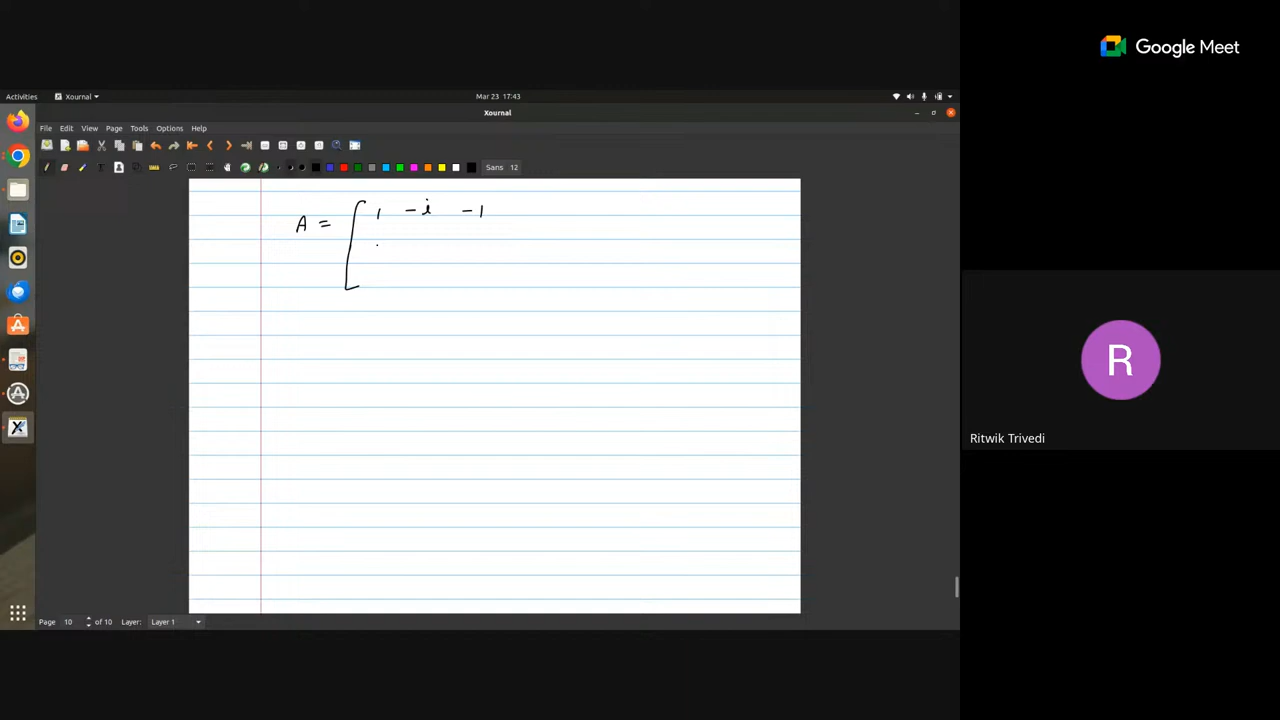 Google Meet
Activities
Xournal
Mar 23 17:43
Xournal
File Edit View Page Tools Options Help
Sans 12
A = [ 1 -i -1
R
Ritwik Trivedi
Page 10 of 10 Layer: Layer 1